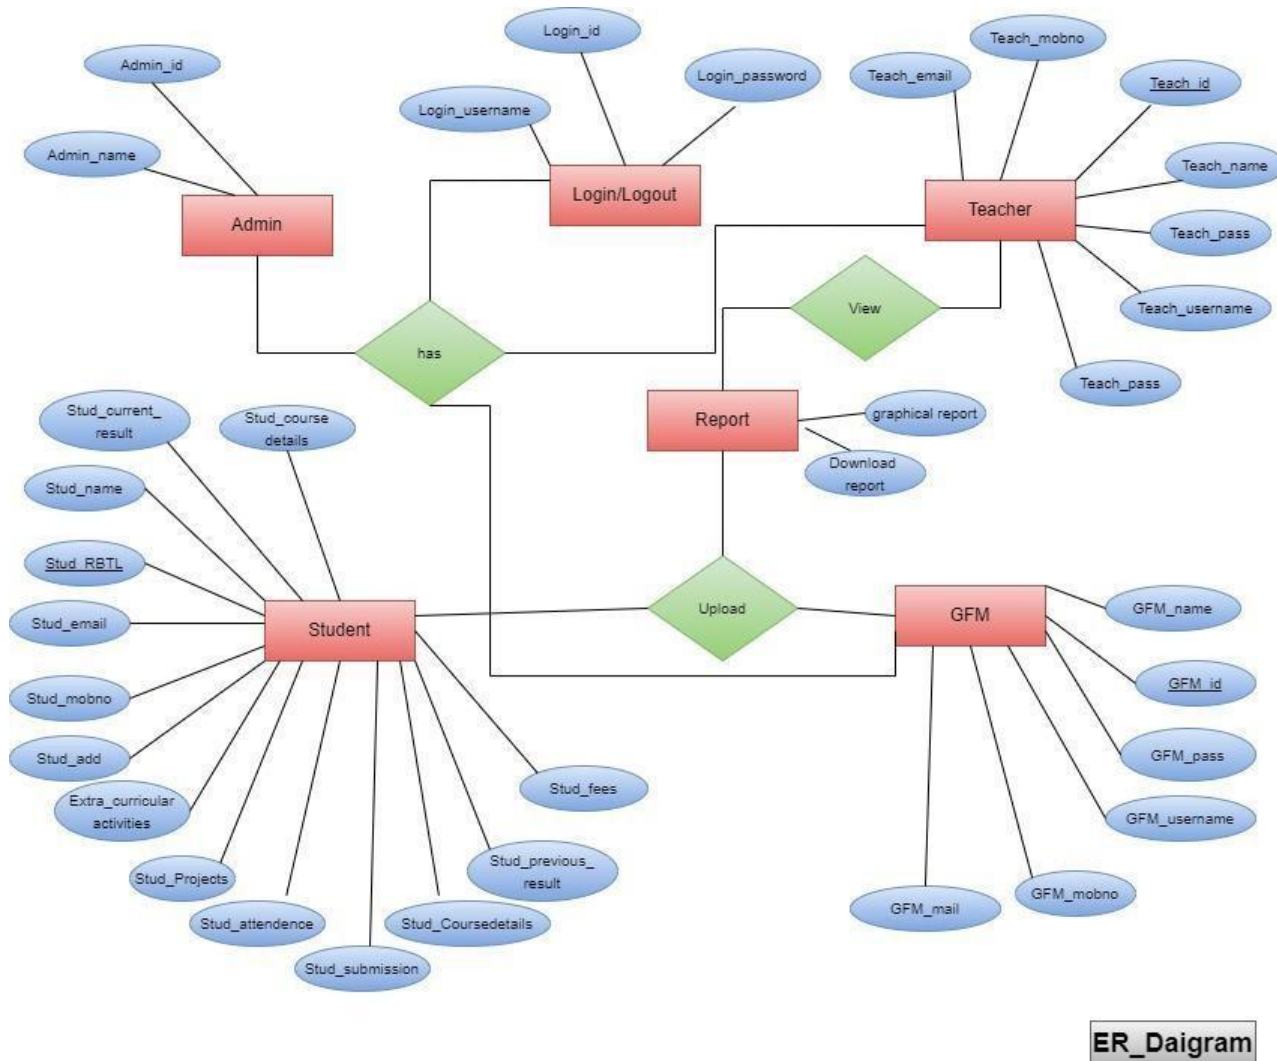 Login_id
Teach_mobno
Admin_id
Login_password
Teach_email
Teach_id
Login_username
Admin_name
Teach_name
Login/Logout
Teacher
Admin
Teach_pass
View
Teach_username
has
Teach_pass
Stud_current_
result
Stud_course
details
Report
graphical report
Download
report
Stud_name
Stud_RBTL
Upload
GFM
GFM_name
Stud_email
Student
GFM_id
Stud_mobno
Stud_add
GFM_pass
Extra_curricular
activities
Stud_fees
GFM_username
Stud_Projects
Stud_previous_
result
GFM_mail
GFM_mobno
Stud_attendence
Stud_Coursedetails
Stud_submission
ER_Daigram